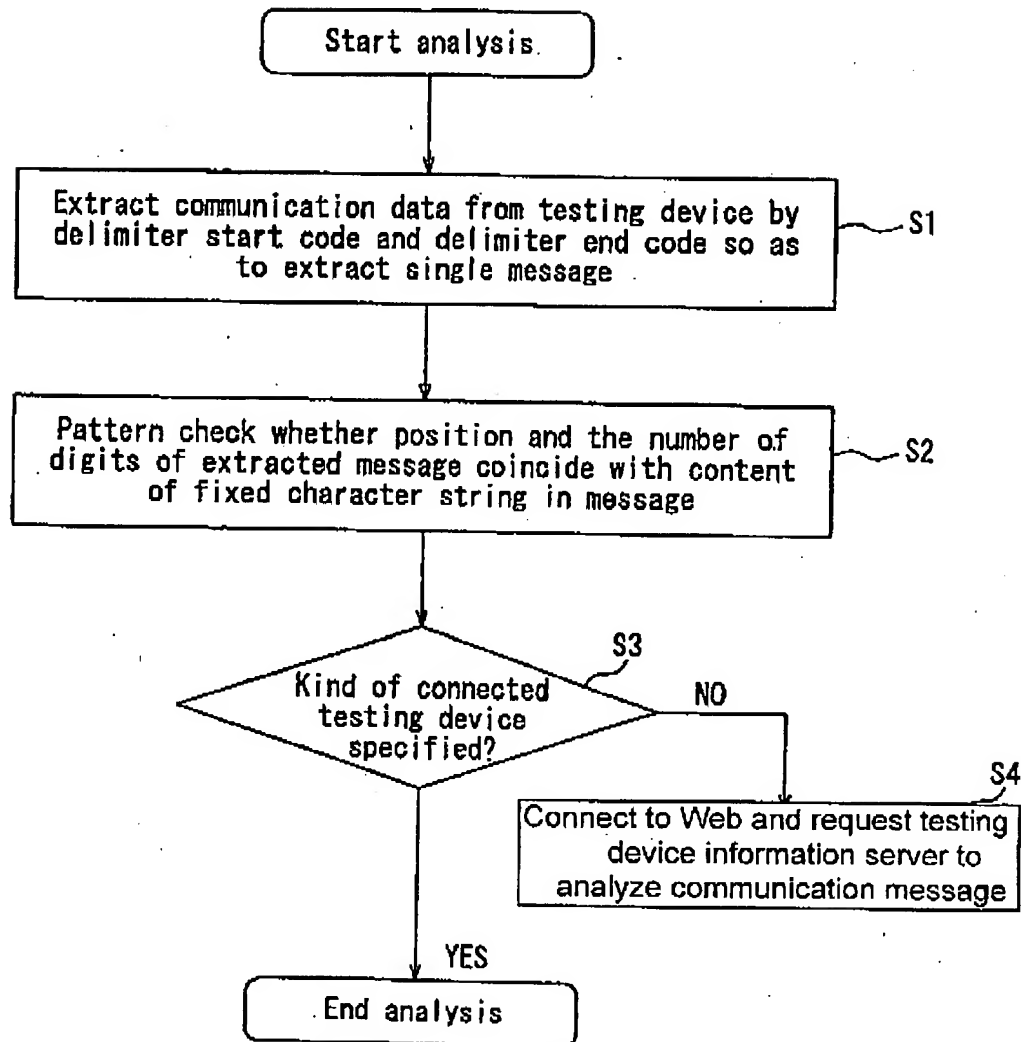 Start analysis
Extract communication data from testing device by
delimiter start code and delimiter end code so as
to extract single message
S1
Pattern check whether position and the number of
digits of extracted message coincide with content
of fixed character string in message
S2
S3
Kind of connected
testing device
specified?
NO
S4
Connect to Web and request testing
device information server to
analyze communication message
YES
End analysis